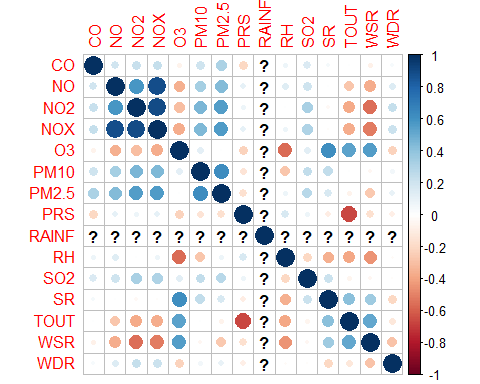 CO NO NO2 NOX O3 PM10 PM2.5 PRS RAINF RH SO2 SR TOUT WSR WDR
CO ?
NO ?
NO2 ?
NOX ?
O3 ?
PM10 ?
PM2.5 ?
PRS ?
RAINF ? ? ? ? ? ? ? ? ? ? ? ? ? ?
RH ?
SO2 ?
SR ?
TOUT ?
WSR ?
WDR ?
1
0.8
0.6
0.4
0.2
0
-0.2
-0.4
-0.6
-0.8
-1